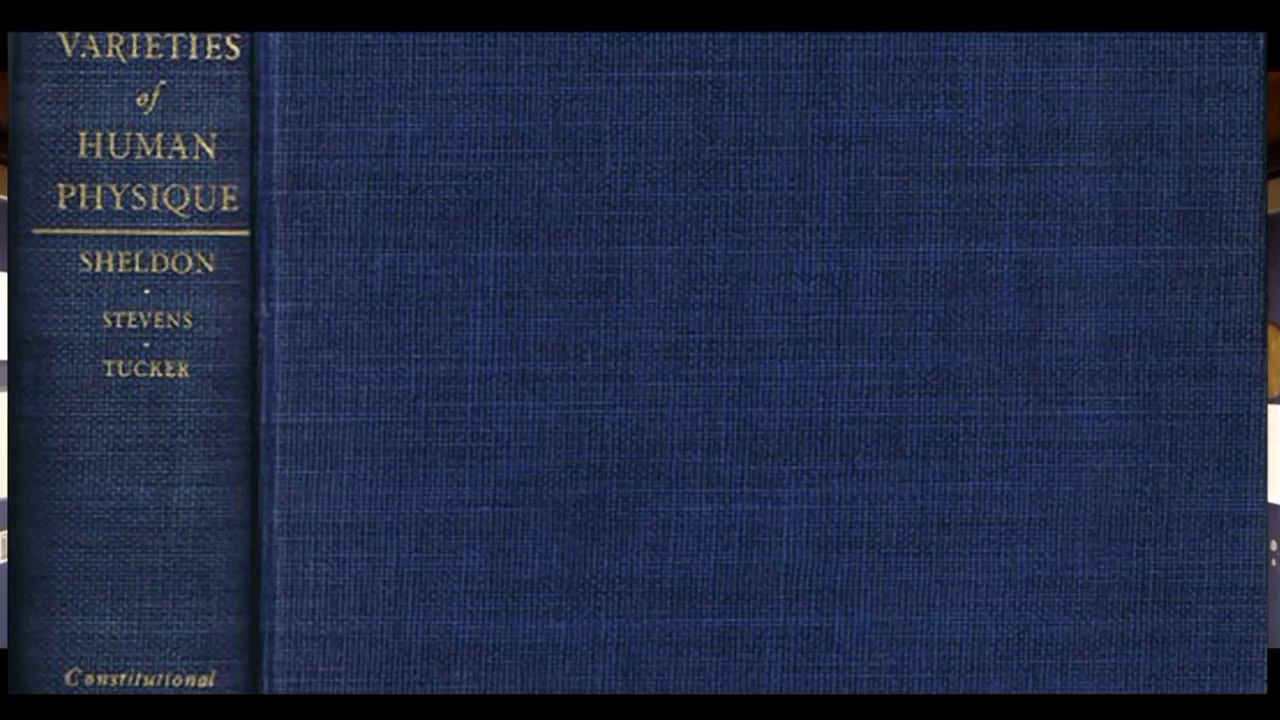 VARIETIES
of
HUMAN
PHYSIQUE
SHELDON
STEVENS
TUCKER
Constitutional